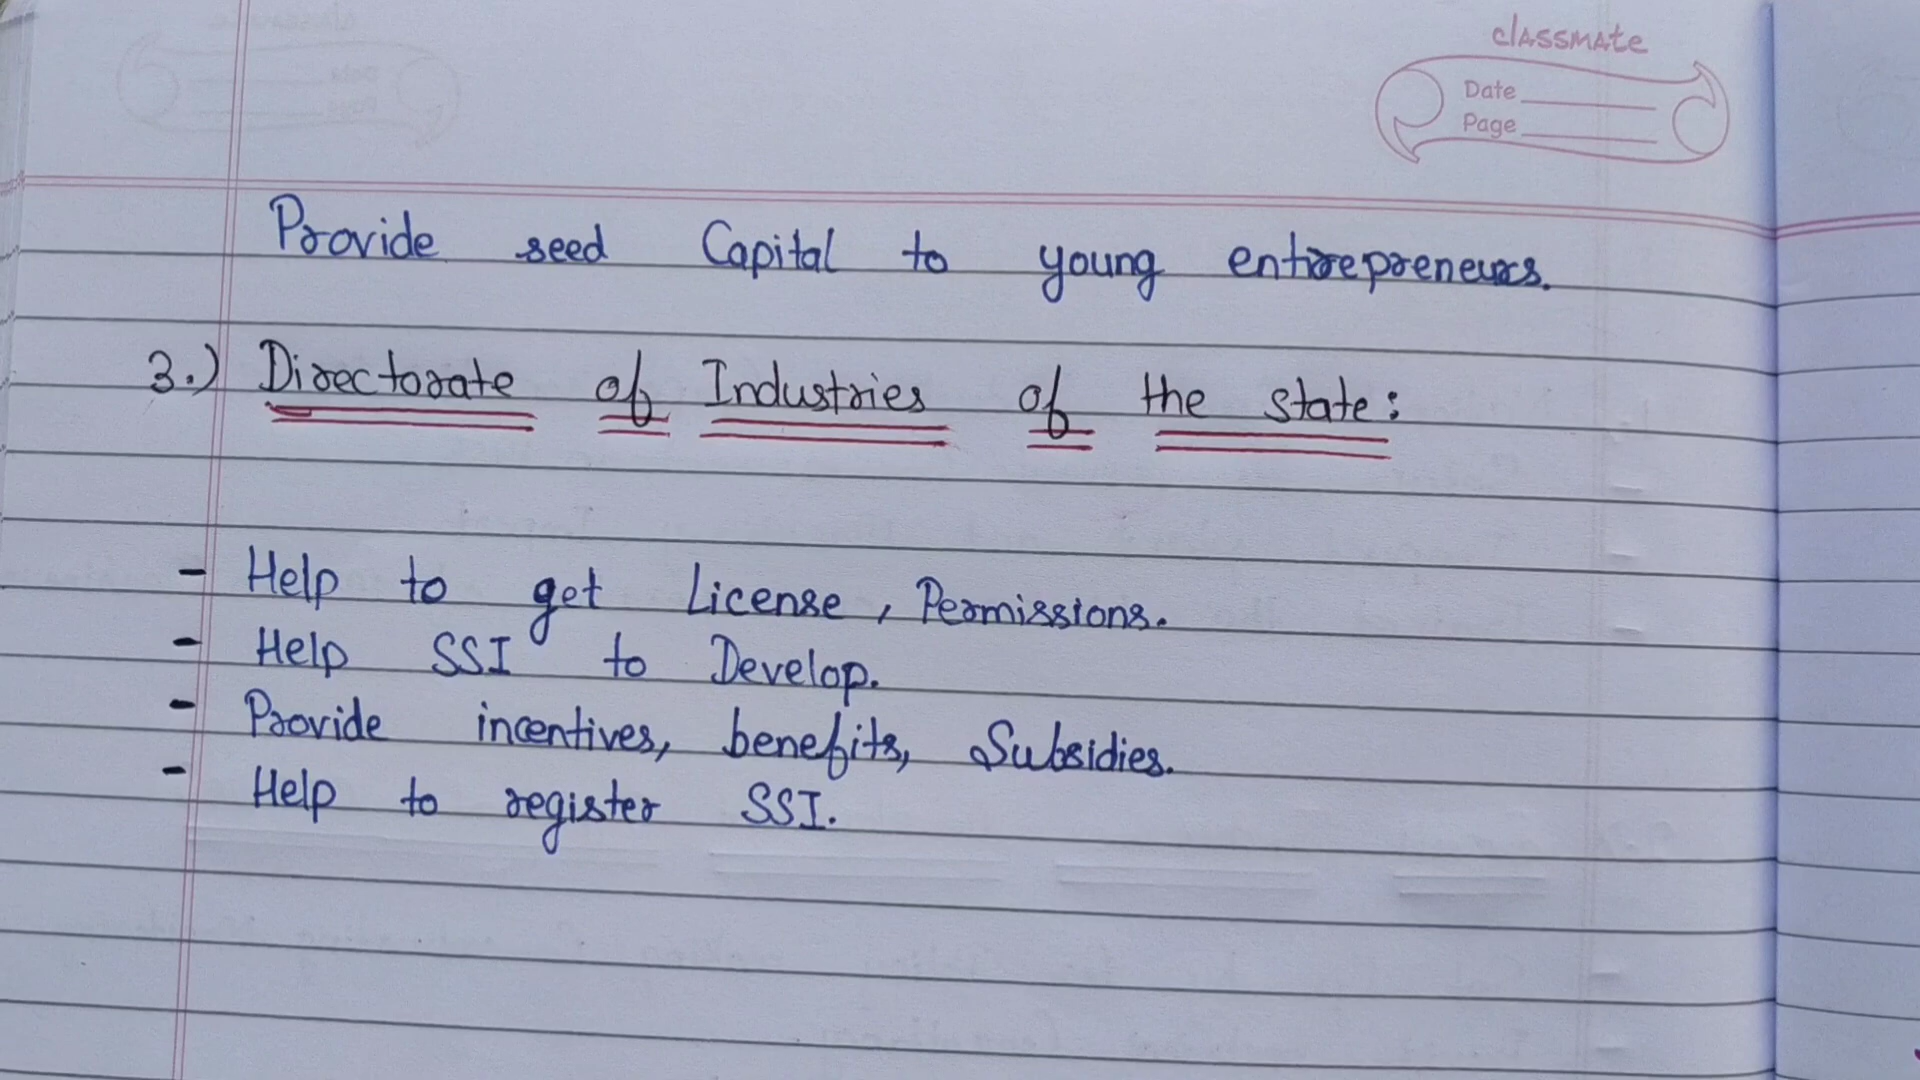 classmate
Date
Page
Provide seed Capital to young entirepreneurs.
3.) Directorate of Industries of the state:
- Help to get License, Permissions.
- Help SSI to Develop.
- Provide incentives, benefits, Subsidies.
- Help to register SSI.